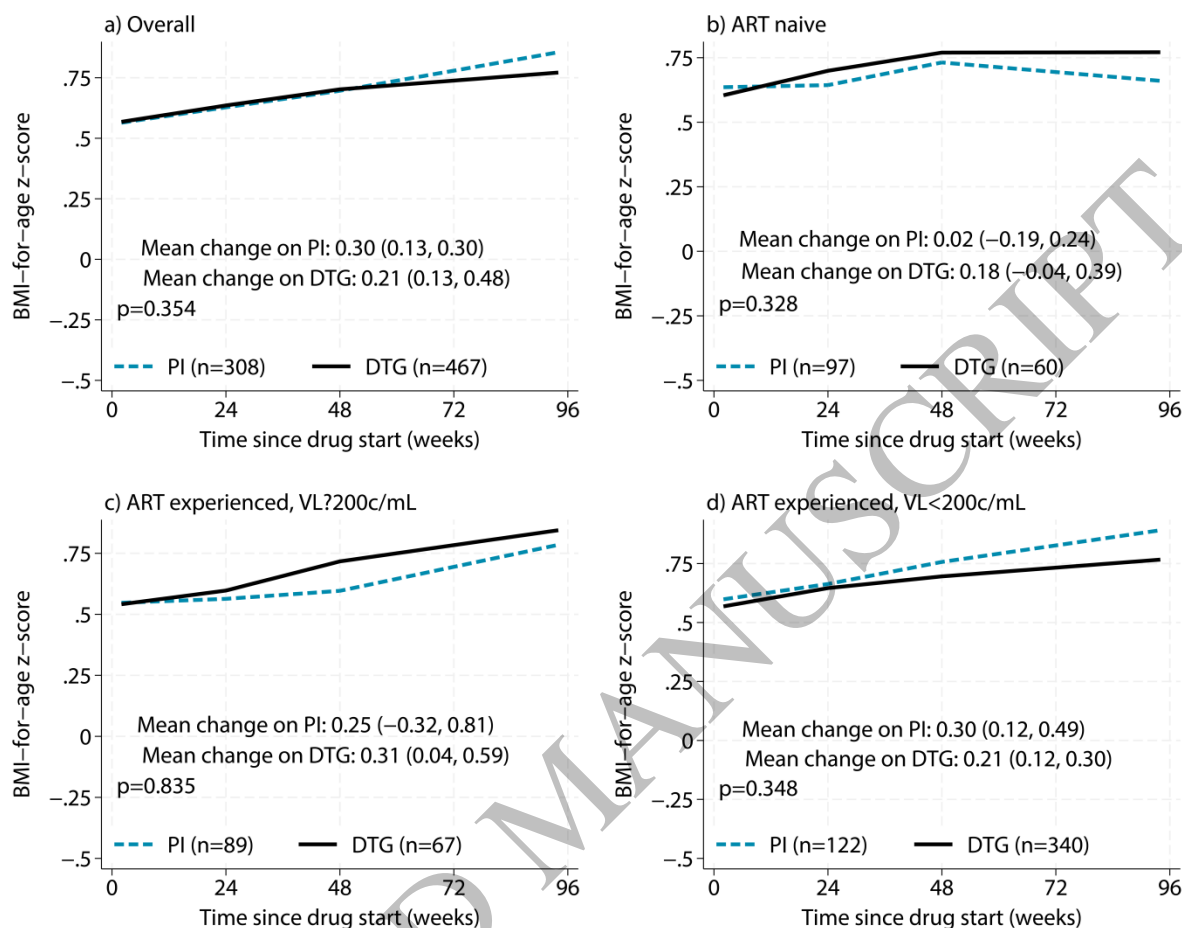 a) Overall
BMI−for−age z−score
.75
.5
.25
0
−.25
−.5
Mean change on PI: 0.30 (0.13, 0.30)
Mean change on DTG: 0.21 (0.13, 0.48)
p=0.354
PI (n=308) DTG (n=467)
0 24 48 72 96
Time since drug start (weeks)
b) ART naive
BMI−for−age z−score
.75
.5
.25
0
−.25
−.5
Mean change on PI: 0.02 (−0.19, 0.24)
Mean change on DTG: 0.18 (−0.04, 0.39)
p=0.328
PI (n=97) DTG (n=60)
0 24 48 72 96
Time since drug start (weeks)
c) ART experienced, VL?200c/mL
BMI−for−age z−score
.75
.5
.25
0
−.25
−.5
Mean change on PI: 0.25 (−0.32, 0.81)
Mean change on DTG: 0.31 (0.04, 0.59)
p=0.835
PI (n=89) DTG (n=67)
0 24 48 72 96
Time since drug start (weeks)
d) ART experienced, VL<200c/mL
BMI−for−age z−score
.75
.5
.25
0
−.25
−.5
Mean change on PI: 0.30 (0.12, 0.49)
Mean change on DTG: 0.21 (0.12, 0.30)
p=0.348
PI (n=122) DTG (n=340)
0 24 48 72 96
Time since drug start (weeks)
D MANUSCRIPT